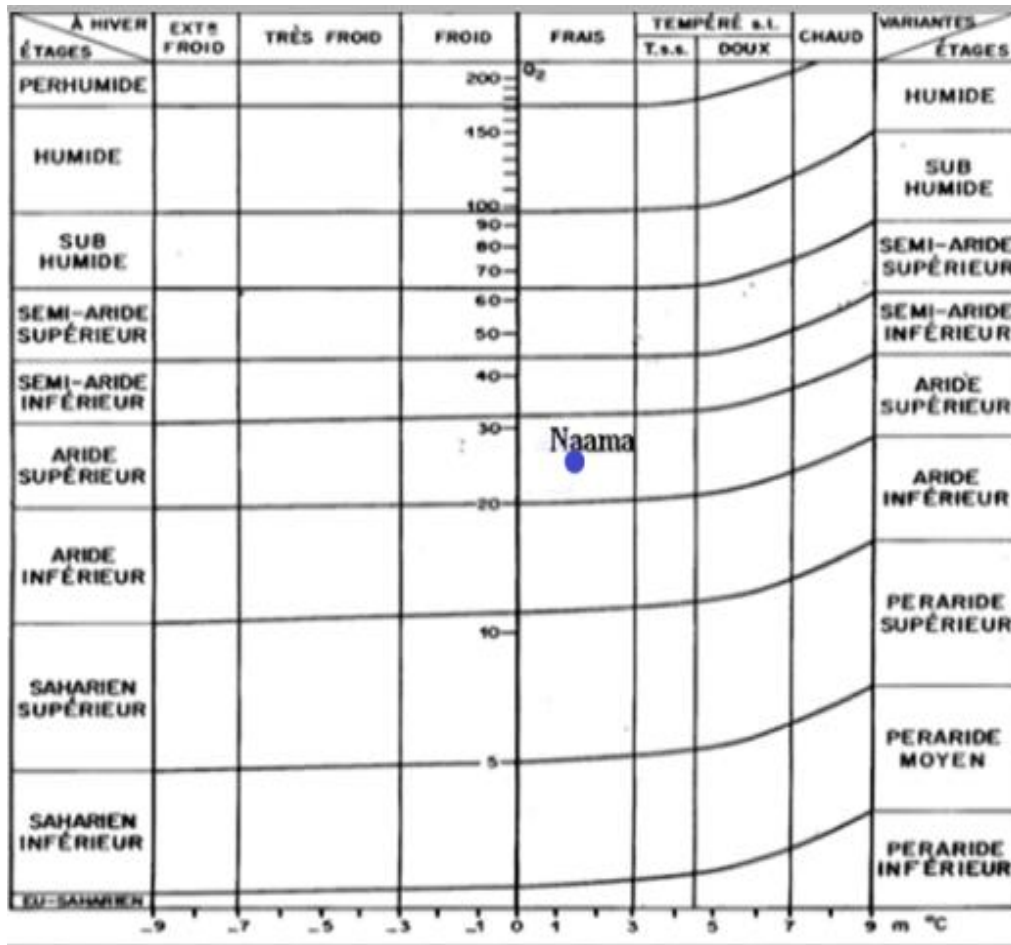 À HIVER
ÉTAGES
EXTᵗ FROID
TRÈS FROID
FROID
FRAIS
TEMPÉRÉ s.l.
T.s.s.
DOUX
CHAUD
VARIANTES
ÉTAGES
PERHUMIDE
HUMIDE
SUB
HUMIDE
SEMI-ARIDE
SUPÉRIEUR
SEMI-ARIDE
INFÉRIEUR
ARIDE
SUPÉRIEUR
ARIDE
INFÉRIEUR
SAHARIEN
SUPÉRIEUR
SAHARIEN
INFÉRIEUR
EU-SAHARIEN
Q₂
200
150
100
90
80
70
60
50
40
30
Naama
20
10
5
HUMIDE
SUB
HUMIDE
SEMI-ARIDE
SUPÉRIEUR
SEMI-ARIDE
INFÉRIEUR
ARIDE
SUPÉRIEUR
ARIDE
INFÉRIEUR
PERARIDE
SUPÉRIEUR
PERARIDE
MOYEN
PERARIDE
INFÉRIEUR
-9 -7 -5 -3 -1 0 1 3 5 7 9 m °C